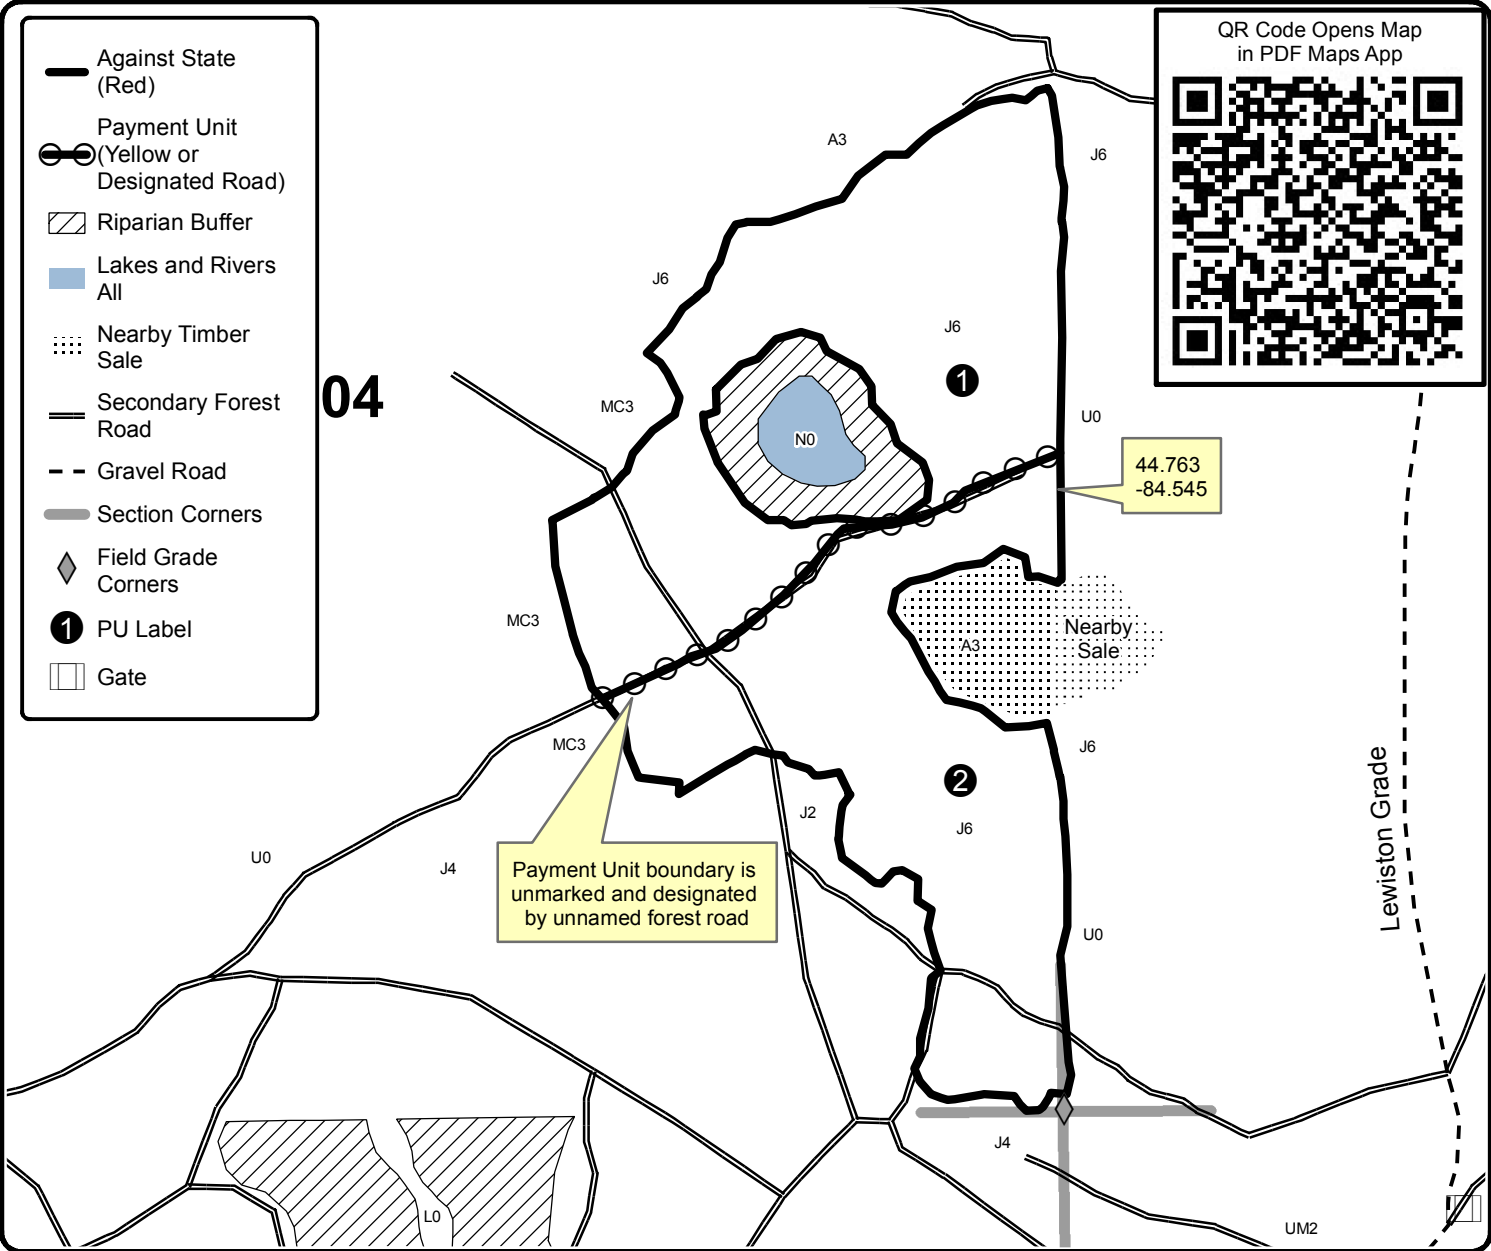 Against State
(Red)
Payment Unit
(Yellow or
Designated Road)
Riparian Buffer
Lakes and Rivers
All
Nearby Timber
Sale
Secondary Forest
Road
Gravel Road
Section Corners
Field Grade
Corners
1 PU Label
Gate
04
QR Code Opens Map
in PDF Maps App
A3
J6
J6
J6
1
MC3
U0
N0
44.763
-84.545
MC3
Nearby
Sale
A3
MC3
J6
2
J2
J6
Lewiston Grade
U0
J4
Payment Unit boundary is
unmarked and designated
by unnamed forest road
U0
J4
L0
UM2